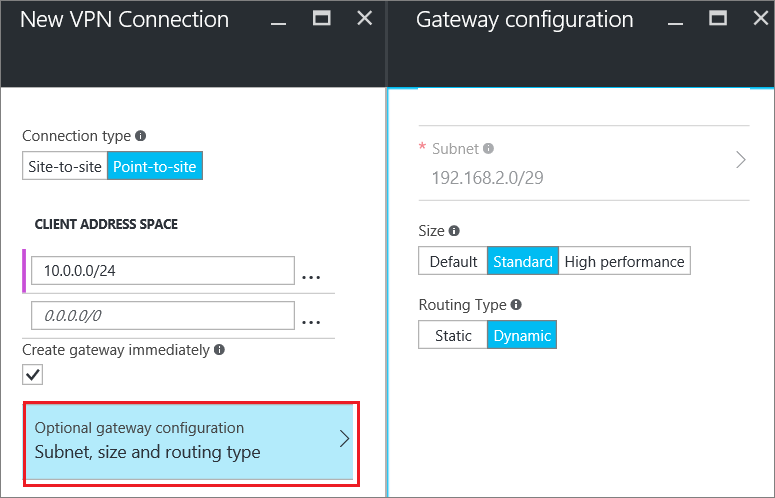 New VPN Connection
Connection type
Site-to-site Point-to-site
CLIENT ADDRESS SPACE
10.0.0.0/24
...
0.0.0.0/0
...
Create gateway immediately
Optional gateway configuration
Subnet, size and routing type
Gateway configuration
* Subnet
192.168.2.0/29
Size
Default Standard High performance
Routing Type
Static Dynamic